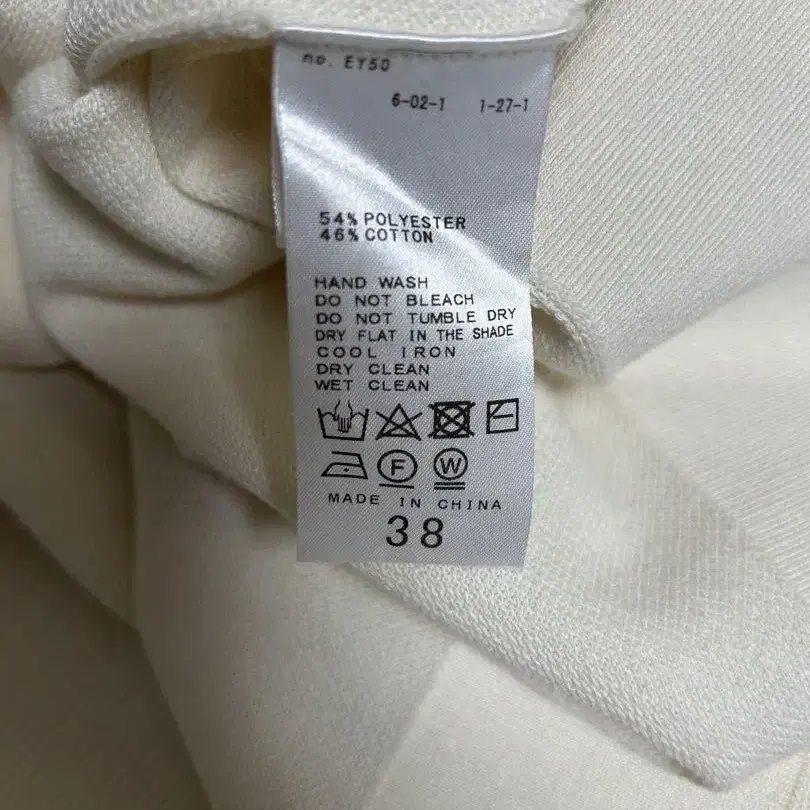 no. EY50
6-02-1 1-27-1
54% POLYESTER
46% COTTON
HAND WASH
DO NOT BLEACH
DO NOT TUMBLE DRY
DRY FLAT IN THE SHADE
COOL IRON
DRY CLEAN
WET CLEAN
F W
MADE IN CHINA
38